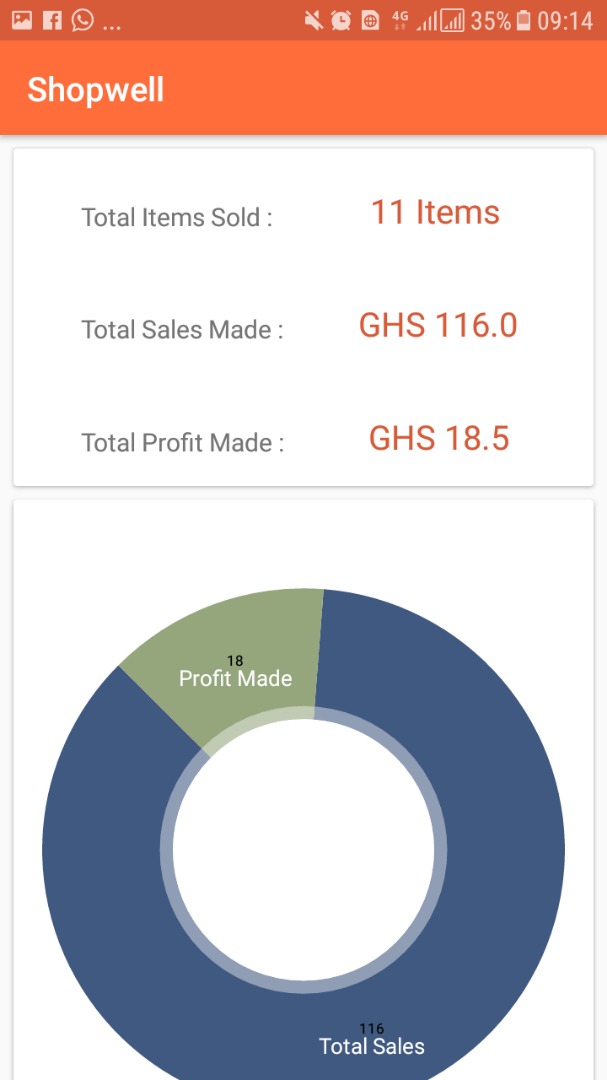 ... 4G 35% 09:14
Shopwell
Total Items Sold : 11 Items
Total Sales Made : GHS 116.0
Total Profit Made : GHS 18.5
18
Profit Made
116
Total Sales